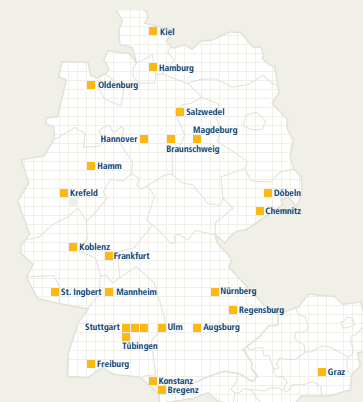 Kiel
Hamburg
Oldenburg
Salzwedel
Magdeburg
Hannover
Braunschweig
Hamm
Krefeld
Döbeln
Chemnitz
Koblenz
Frankfurt
St. Ingbert
Mannheim
Nürnberg
Regensburg
Stuttgart
Ulm
Augsburg
Tübingen
Freiburg
Graz
Konstanz
Bregenz